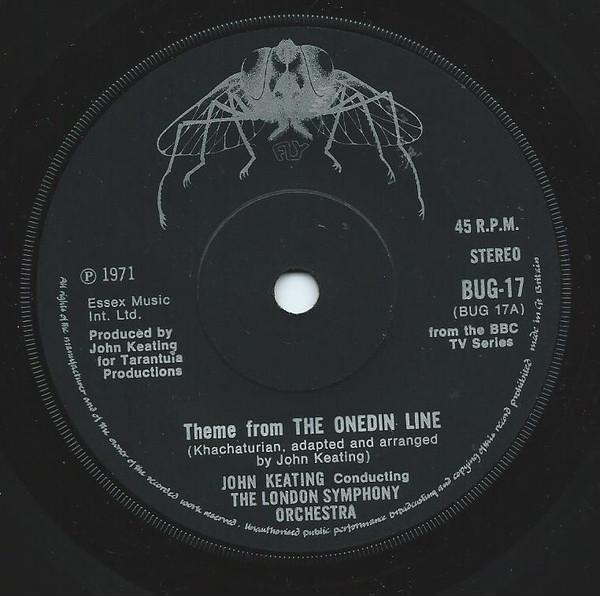 FLY
45 R.P.M.
STEREO
BUG-17
(BUG 17A)
from the BBC
TV Series
℗ 1971
Essex Music
Int. Ltd.
Produced by
John Keating
for Tarantula
Productions
Theme from THE ONEDIN LINE
(Khachaturian, adapted and arranged
by John Keating)
JOHN KEATING Conducting
THE LONDON SYMPHONY
ORCHESTRA
All rights of the manufacturer and of the owner of the recorded work reserved. Unauthorised public performance broadcasting and copying of this record prohibited made in Gt Britain